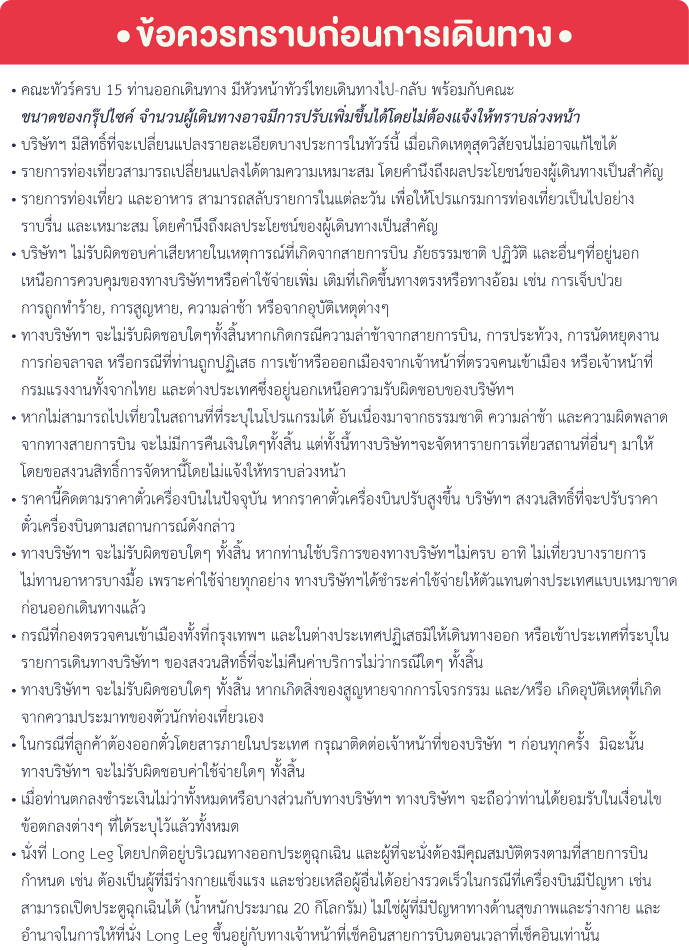 • ข้อควรทราบก่อนการเดินทาง •
• คณะทัวร์ครบ 15 ท่านออกเดินทาง มีหัวหน้าทัวร์ไทยเดินทางไป-กลับ พร้อมกับคณะ
ขนาดของกรุ๊ปไซค์ จำนวนผู้เดินทางอาจมีการปรับเพิ่มขึ้นได้โดยไม่ต้องแจ้งให้ทราบล่วงหน้า
• บริษัทฯ มีสิทธิ์ที่จะเปลี่ยนแปลงรายละเอียดบางประการในทัวร์นี้ เมื่อเกิดเหตุสุดวิสัยจนไม่อาจแก้ไขได้
• รายการท่องเที่ยวสามารถเปลี่ยนแปลงได้ตามความเหมาะสม โดยคำนึงถึงผลประโยชน์ของผู้เดินทางเป็นสำคัญ
• รายการท่องเที่ยว และอาหาร สามารถสลับรายการในแต่ละวัน เพื่อให้โปรแกรมการท่องเที่ยวเป็นไปอย่าง
ราบรื่น และเหมาะสม โดยคำนึงถึงผลประโยชน์ของผู้เดินทางเป็นสำคัญ
• บริษัทฯ ไม่รับผิดชอบค่าเสียหายในเหตุการณ์ที่เกิดจากสายการบิน ภัยธรรมชาติ ปฏิวัติ และอื่นๆที่อยู่นอก
เหนือการควบคุมของทางบริษัทฯหรือค่าใช้จ่ายเพิ่ม เติมที่เกิดขึ้นทางตรงหรือทางอ้อม เช่น การเจ็บป่วย
การถูกทำร้าย, การสูญหาย, ความล่าช้า หรือจากอุบัติเหตุต่างๆ
• ทางบริษัทฯ จะไม่รับผิดชอบใดๆทั้งสิ้นหากเกิดกรณีความล่าช้าจากสายการบิน, การประท้วง, การนัดหยุดงาน
การก่อจลาจล หรือกรณีที่ท่านถูกปฏิเสธ การเข้าหรือออกเมืองจากเจ้าหน้าที่ตรวจคนเข้าเมือง หรือเจ้าหน้าที่
กรมแรงงานทั้งจากไทย และต่างประเทศซึ่งอยู่นอกเหนือความรับผิดชอบของบริษัทฯ
• หากไม่สามารถไปเที่ยวในสถานที่ที่ระบุในโปรแกรมได้ อันเนื่องมาจากธรรมชาติ ความล่าช้า และความผิดพลาด
จากทางสายการบิน จะไม่มีการคืนเงินใดๆทั้งสิ้น แต่ทั้งนี้ทางบริษัทฯจะจัดหารายการเที่ยวสถานที่อื่นๆ มาให้
โดยขอสงวนสิทธิ์การจัดหานี้โดยไม่แจ้งให้ทราบล่วงหน้า
• ราคานี้คิดตามราคาตั๋วเครื่องบินในปัจจุบัน หากราคาตั๋วเครื่องบินปรับสูงขึ้น บริษัทฯ สงวนสิทธิ์ที่จะปรับราคา
ตั๋วเครื่องบินตามสถานการณ์ดังกล่าว
• ทางบริษัทฯ จะไม่รับผิดชอบใดๆ ทั้งสิ้น หากท่านใช้บริการของทางบริษัทฯไม่ครบ อาทิ ไม่เที่ยวบางรายการ
ไม่ทานอาหารบางมื้อ เพราะค่าใช้จ่ายทุกอย่าง ทางบริษัทฯได้ชำระค่าใช้จ่ายให้ตัวแทนต่างประเทศแบบเหมาขาด
ก่อนออกเดินทางแล้ว
• กรณีที่กองตรวจคนเข้าเมืองทั้งที่กรุงเทพฯ และในต่างประเทศปฏิเสธมิให้เดินทางออก หรือเข้าประเทศที่ระบุใน
รายการเดินทางบริษัทฯ ของสงวนสิทธิ์ที่จะไม่คืนค่าบริการไม่ว่ากรณีใดๆ ทั้งสิ้น
• ทางบริษัทฯ จะไม่รับผิดชอบใดๆ ทั้งสิ้น หากเกิดสิ่งของสูญหายจากการโจรกรรม และ/หรือ เกิดอุบัติเหตุที่เกิด
จากความประมาทของตัวนักท่องเที่ยวเอง
• ในกรณีที่ลูกค้าต้องออกตั๋วโดยสารภายในประเทศ กรุณาติดต่อเจ้าหน้าที่ของบริษัท ฯ ก่อนทุกครั้ง มิฉะนั้น
ทางบริษัทฯ จะไม่รับผิดชอบค่าใช้จ่ายใดๆ ทั้งสิ้น
• เมื่อท่านตกลงชำระเงินไม่ว่าทั้งหมดหรือบางส่วนกับทางบริษัทฯ ทางบริษัทฯ จะถือว่าท่านได้ยอมรับในเงื่อนไข
ข้อตกลงต่างๆ ที่ได้ระบุไว้แล้วทั้งหมด
• นั่งที่ Long Leg โดยปกติอยู่บริเวณทางออกประตูฉุกเฉิน และผู้ที่จะนั่งต้องมีคุณสมบัติตรงตามที่สายการบิน
กำหนด เช่น ต้องเป็นผู้ที่มีร่างกายแข็งแรง และช่วยเหลือผู้อื่นได้อย่างรวดเร็วในกรณีที่เครื่องบินมีปัญหา เช่น
สามารถเปิดประตูฉุกเฉินได้ (น้ำหนักประมาณ 20 กิโลกรัม) ไม่ใช่ผู้ที่มีปัญหาทางด้านสุขภาพและร่างกาย และ
อำนาจในการให้ที่นั่ง Long Leg ขึ้นอยู่กับทางเจ้าหน้าที่เช็คอินสายการบินตอนเวลาที่เช็คอินเท่านั้น